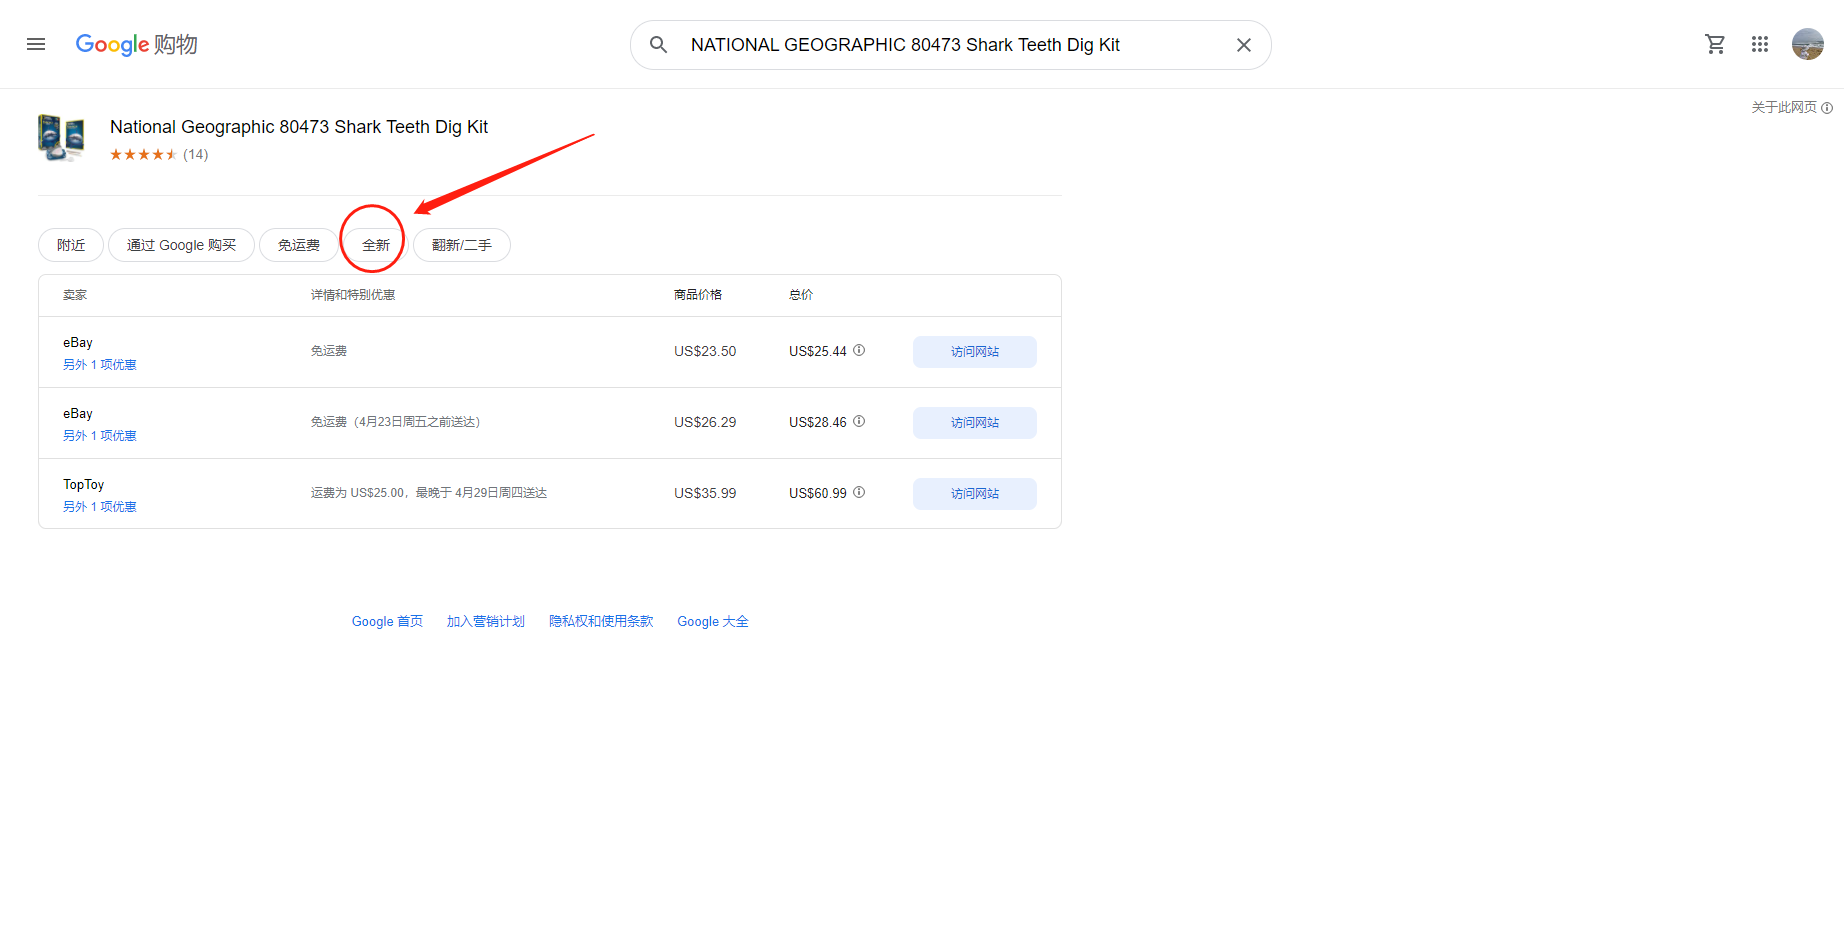 Google 购物
NATIONAL GEOGRAPHIC 80473 Shark Teeth Dig Kit
关于此网页
National Geographic 80473 Shark Teeth Dig Kit
(14)
附近 通过 Google 购买 免运费 全新 翻新/二手
卖家 详情和特别优惠 商品价格 总价
eBay
另外 1 项优惠
免运费 US$23.50 US$25.44 访问网站
eBay
另外 1 项优惠
免运费（4月23日周五之前送达） US$26.29 US$28.46 访问网站
TopToy
另外 1 项优惠
运费为 US$25.00，最晚于 4月29日周四送达 US$35.99 US$60.99 访问网站
Google 首页 加入营销计划 隐私权和使用条款 Google 大全